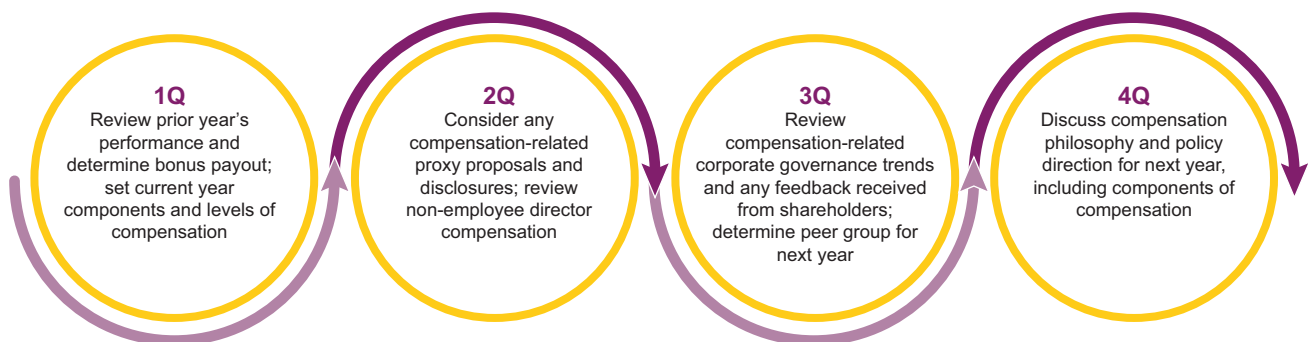 1Q
Review prior year’s
performance and
determine bonus payout;
set current year
components and levels of
compensation
2Q
Consider any
compensation-related
proxy proposals and
disclosures; review
non-employee director
compensation
3Q
Review
compensation-related
corporate governance trends
and any feedback received
from shareholders;
determine peer group for
next year
4Q
Discuss compensation
philosophy and policy
direction for next year,
including components of
compensation